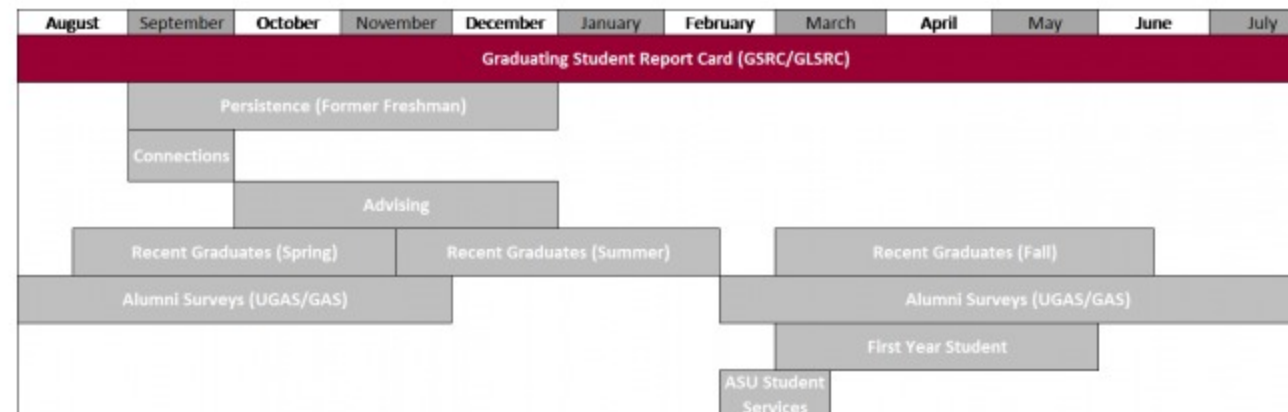 August September October November December January February March April May June July
Graduating Student Report Card (GSRC/GLSRC)
Persistence (Former Freshman)
Connections
Advising
Recent Graduates (Spring) Recent Graduates (Summer) Recent Graduates (Fall)
Alumni Surveys (UGAS/GAS) Alumni Surveys (UGAS/GAS)
First Year Student
ASU Student
Services